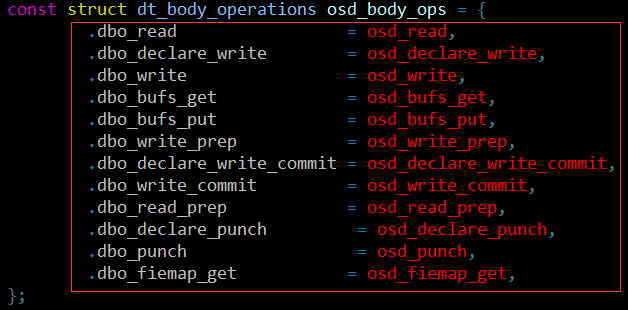 const struct dt_body_operations osd_body_ops = {
.dbo_read = osd_read,
.dbo_declare_write = osd_declare_write,
.dbo_write = osd_write,
.dbo_bufs_get = osd_bufs_get,
.dbo_bufs_put = osd_bufs_put,
.dbo_write_prep = osd_write_prep,
.dbo_declare_write_commit = osd_declare_write_commit,
.dbo_write_commit = osd_write_commit,
.dbo_read_prep = osd_read_prep,
.dbo_declare_punch = osd_declare_punch,
.dbo_punch = osd_punch,
.dbo_fiemap_get = osd_fiemap_get,
};